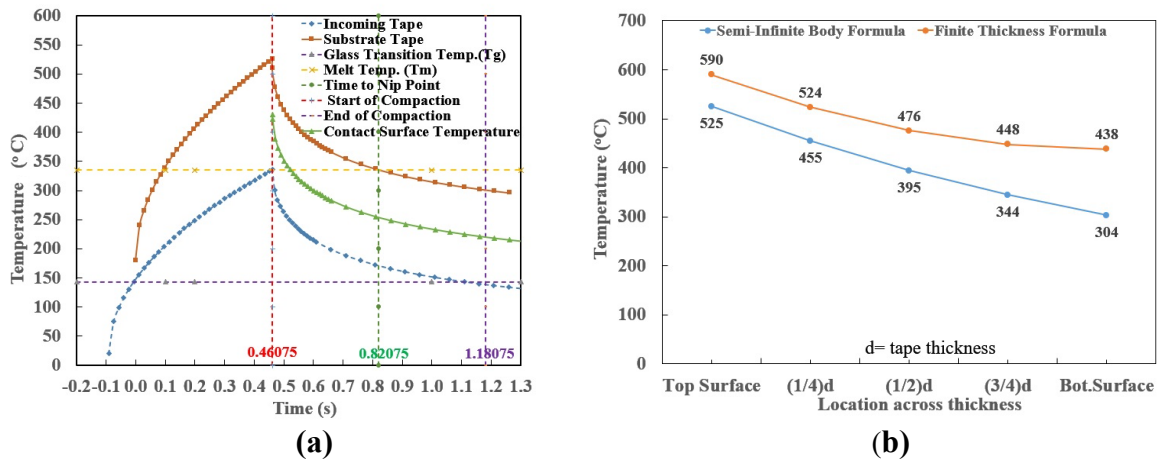 600
550
500
450
400
350
300
250
200
150
100
50
0
Temperature (o C)
Incoming Tape
Substrate Tape
Glass Transition Temp.(Tg)
Melt Temp. (Tm)
Time to Nip Point
Start of Compaction
End of Compaction
Contact Surface Temperature
0.46075
0.82075
1.18075
-0.2 -0.1 0.0 0.1 0.2 0.3 0.4 0.5 0.6 0.7 0.8 0.9 1.0 1.1 1.2 1.3
Time (s)
(a)
700
600
500
400
300
200
100
0
Temperature (oC)
Semi-Infinite Body Formula
Finite Thickness Formula
590
524
476
448
438
525
455
395
344
304
d= tape thickness
Top Surface (1/4)d (1/2)d (3/4)d Bot.Surface
Location across thickness
(b)